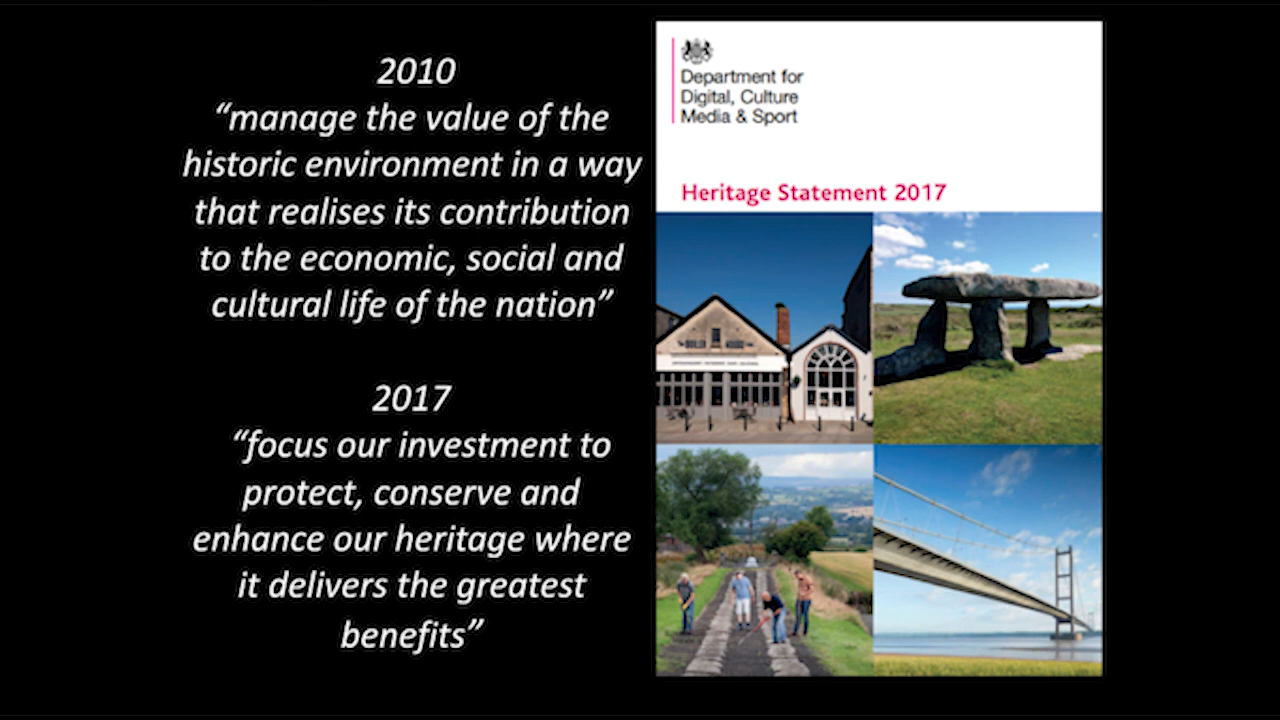 2010
“manage the value of the
historic environment in a way
that realises its contribution
to the economic, social and
cultural life of the nation”
2017
“focus our investment to
protect, conserve and
enhance our heritage where
it delivers the greatest
benefits”
Department for
Digital, Culture
Media & Sport
Heritage Statement 2017